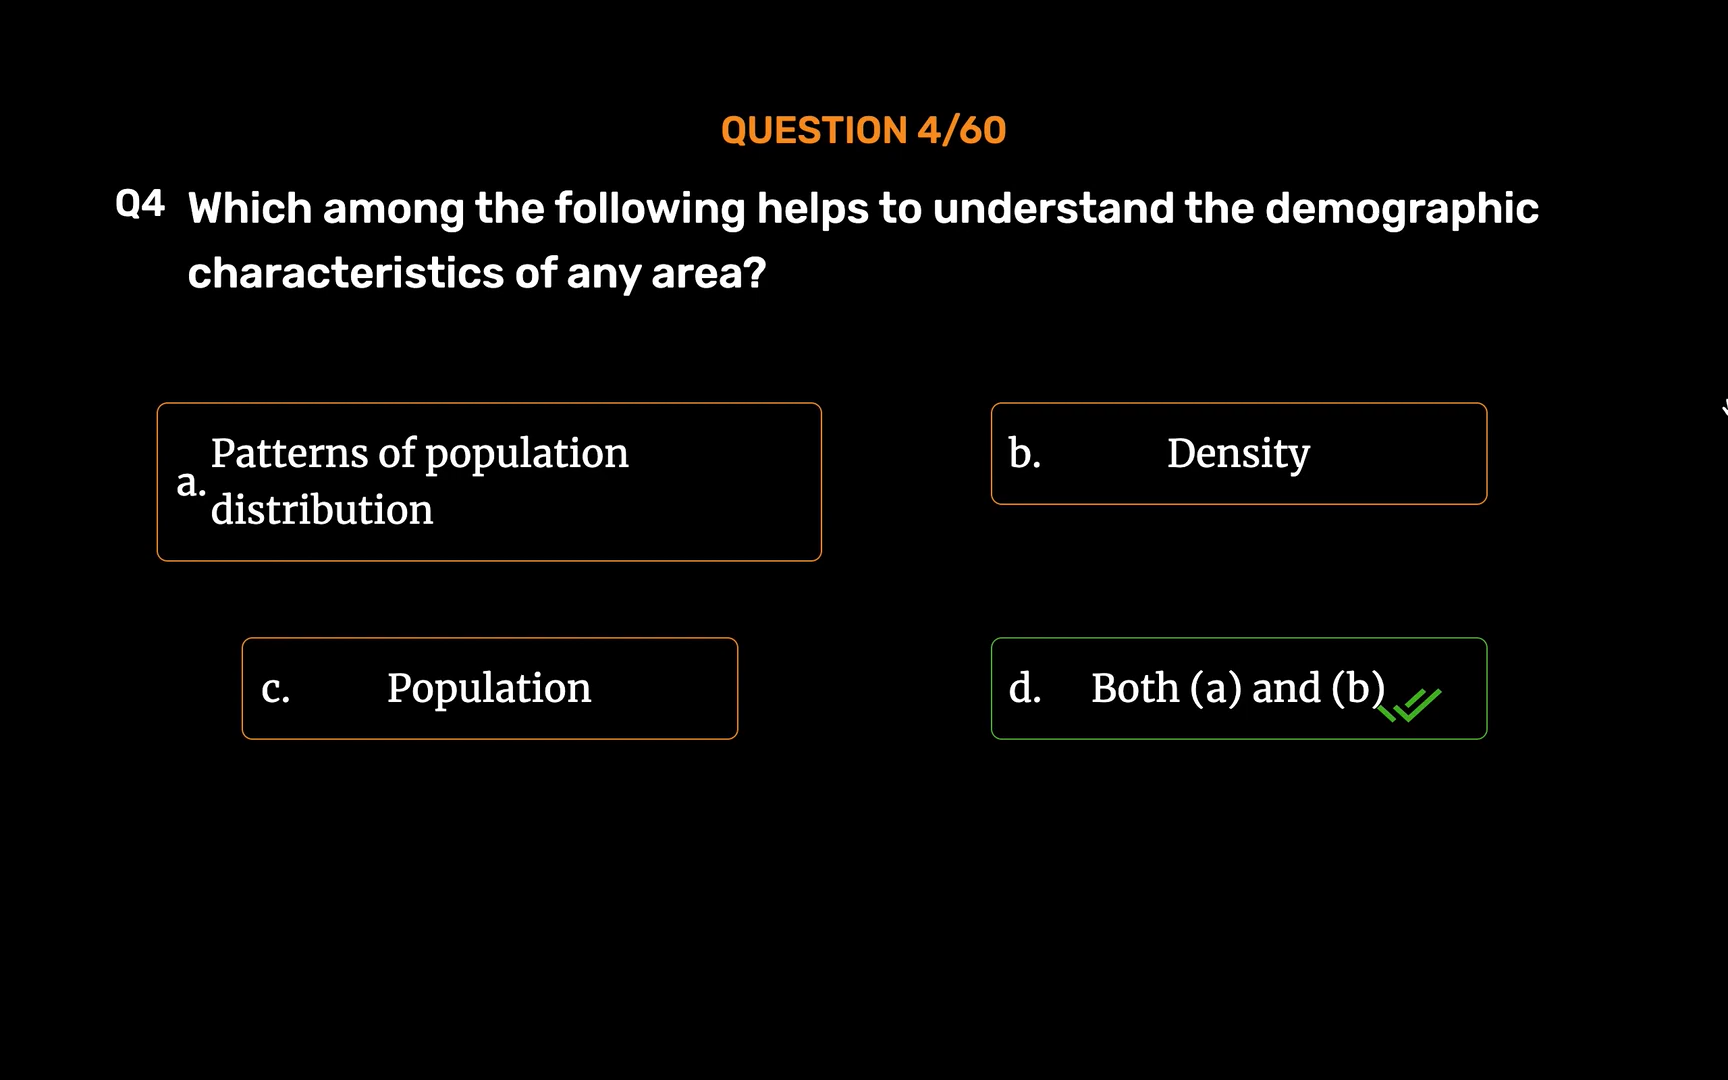 QUESTION 4/60
Q4 Which among the following helps to understand the demographic
characteristics of any area?
a. Patterns of population
distribution
b. Density
c. Population
d. Both (a) and (b)